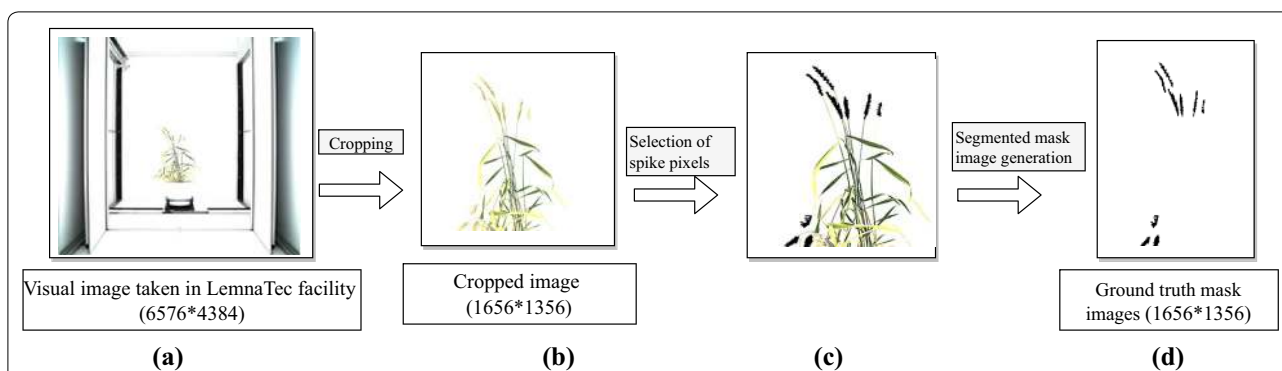 Cropping
Selection of
spike pixels
Segmented mask
image generation
Visual image taken in LemnaTec facility
(6576*4384)
Cropped image
(1656*1356)
Ground truth mask
images (1656*1356)
(a)
(b)
(c)
(d)